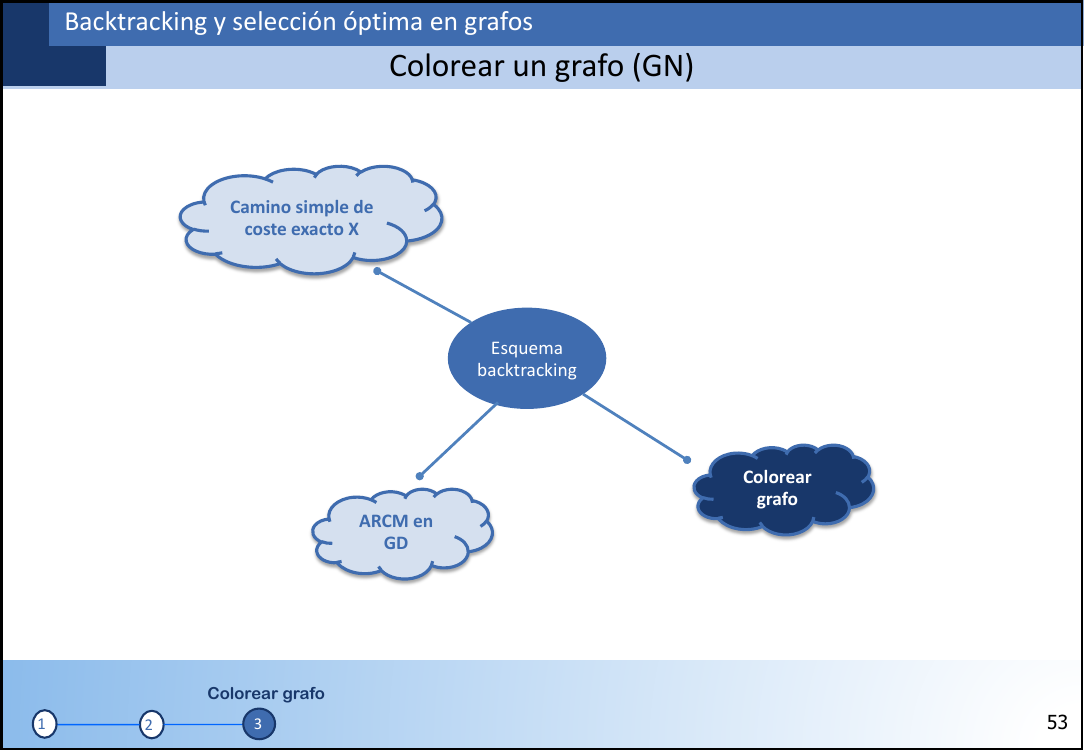 Backtracking y selección óptima en grafos
Colorear un grafo (GN)
Camino simple de
coste exacto X
Esquema
backtracking
Colorear
grafo
ARCM en
GD
Colorear grafo
1
2
3
53